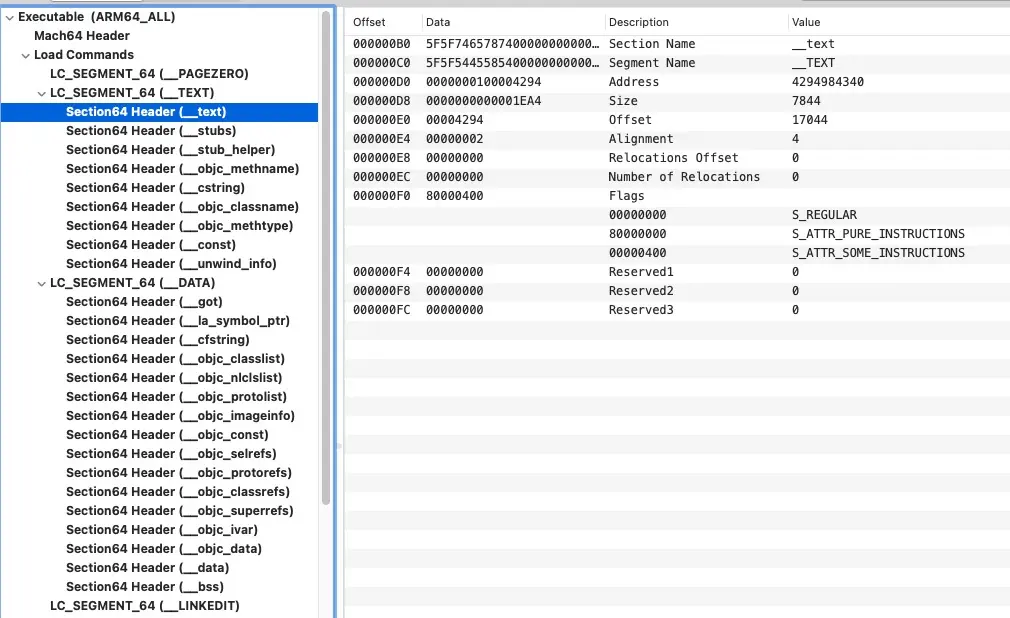 Executable (ARM64_ALL)
Mach64 Header
Load Commands
LC_SEGMENT_64 (__PAGEZERO)
LC_SEGMENT_64 (__TEXT)
Section64 Header (__text)
Section64 Header (__stubs)
Section64 Header (__stub_helper)
Section64 Header (__objc_methname)
Section64 Header (__cstring)
Section64 Header (__objc_classname)
Section64 Header (__objc_methtype)
Section64 Header (__const)
Section64 Header (__unwind_info)
LC_SEGMENT_64 (__DATA)
Section64 Header (__got)
Section64 Header (__la_symbol_ptr)
Section64 Header (__cfstring)
Section64 Header (__objc_classlist)
Section64 Header (__objc_nlclslist)
Section64 Header (__objc_protolist)
Section64 Header (__objc_imageinfo)
Section64 Header (__objc_const)
Section64 Header (__objc_selrefs)
Section64 Header (__objc_protorefs)
Section64 Header (__objc_classrefs)
Section64 Header (__objc_superrefs)
Section64 Header (__objc_ivar)
Section64 Header (__objc_data)
Section64 Header (__data)
Section64 Header (__bss)
LC_SEGMENT_64 (__LINKEDIT)
Offset Data Description Value
000000B0 5F5F7465787400000000000… Section Name __text
000000C0 5F5F5445585400000000000… Segment Name __TEXT
000000D0 0000000100004294 Address 4294984340
000000D8 0000000000001EA4 Size 7844
000000E0 00004294 Offset 17044
000000E4 00000002 Alignment 4
000000E8 00000000 Relocations Offset 0
000000EC 00000000 Number of Relocations 0
000000F0 80000400 Flags
00000000 S_REGULAR
80000000 S_ATTR_PURE_INSTRUCTIONS
00000400 S_ATTR_SOME_INSTRUCTIONS
000000F4 00000000 Reserved1 0
000000F8 00000000 Reserved2 0
000000FC 00000000 Reserved3 0